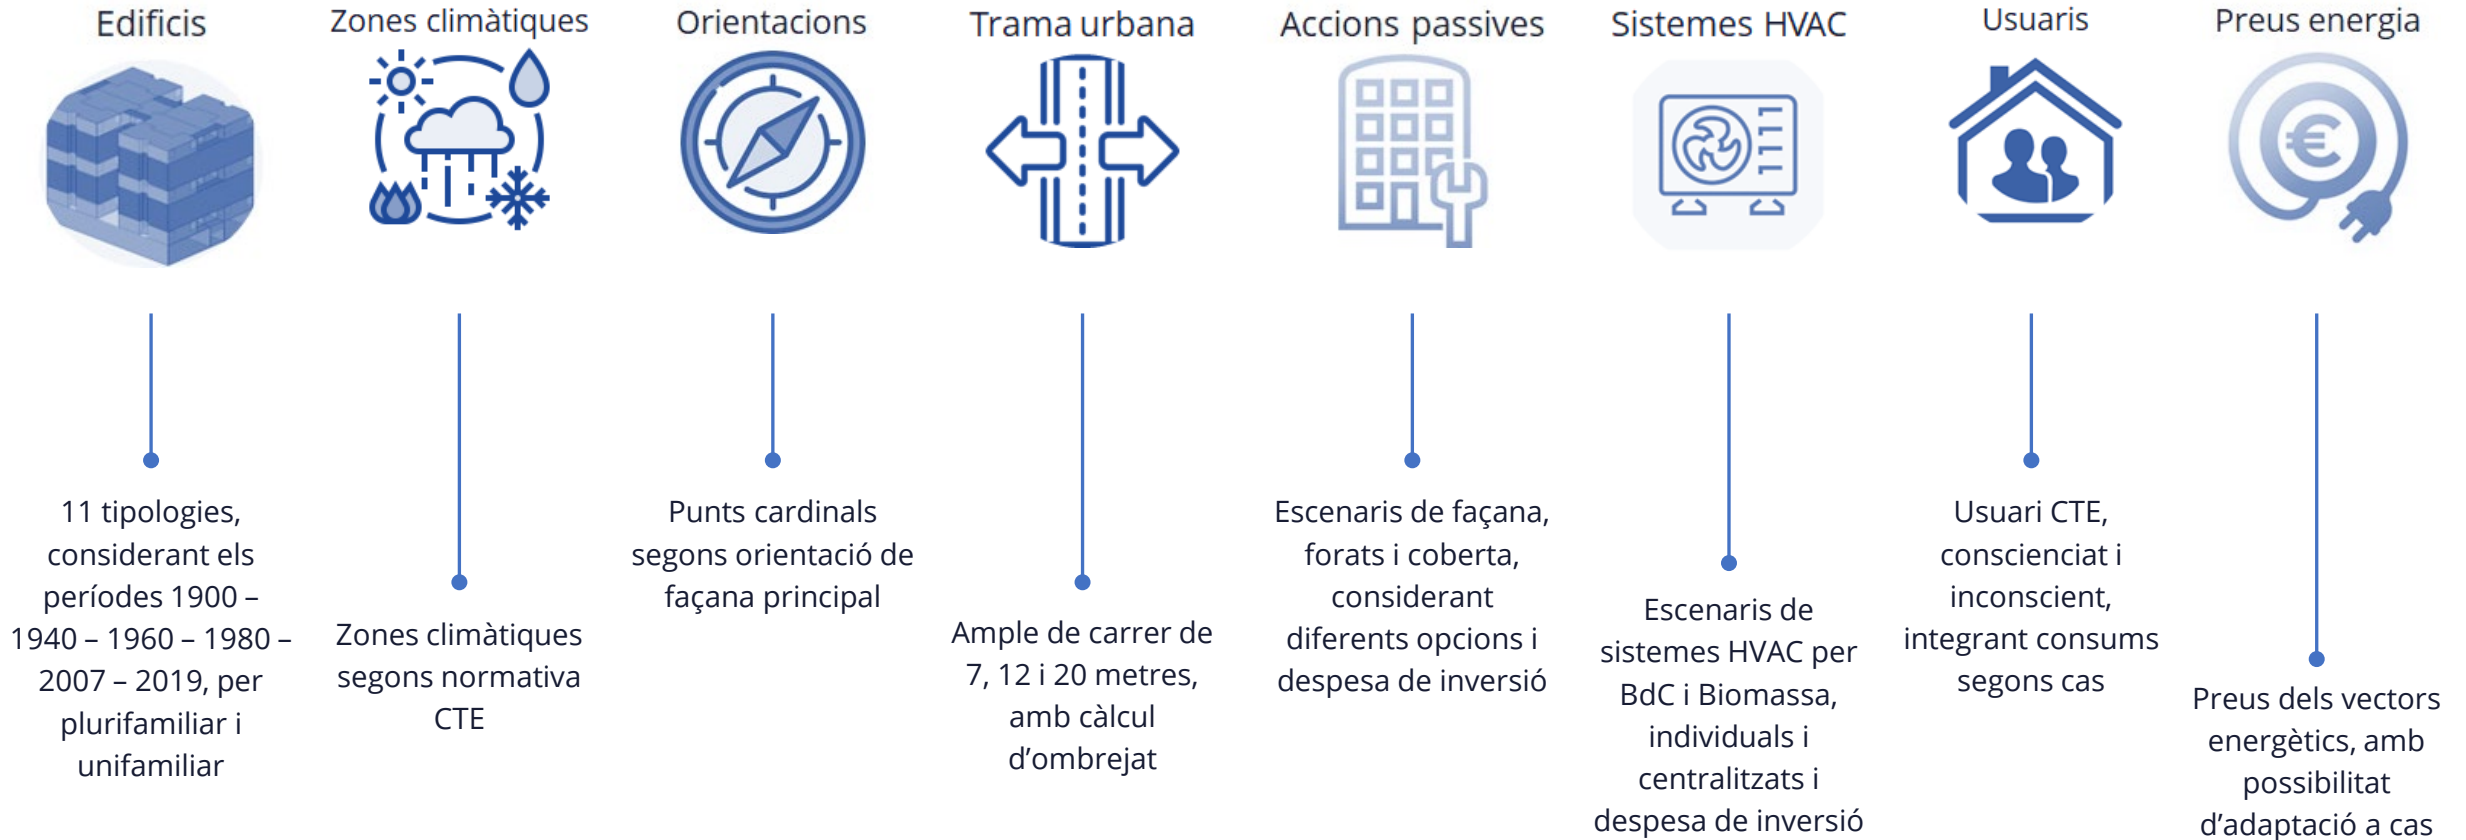 Edificis
11 tipologies,
considerant els
períodes 1900 –
1940 – 1960 – 1980 –
2007 – 2019, per
plurifamiliar i
unifamiliar
Zones climàtiques
Zones climàtiques
segons normativa
CTE
Orientacions
Punts cardinals
segons orientació de
façana principal
Trama urbana
Ample de carrer de
7, 12 i 20 metres,
amb càlcul
d’ombrejat
Accions passives
Escenaris de façana,
forats i coberta,
considerant
diferents opcions i
despesa de inversió
Sistemes HVAC
Escenaris de
sistemes HVAC per
BdC i Biomassa,
individuals i
centralitzats i
despesa de inversió
Usuaris
Usuari CTE,
conscienciat i
inconscient,
integrant consums
segons cas
Preus energia
€
Preus dels vectors
energètics, amb
possibilitat
d’adaptació a cas